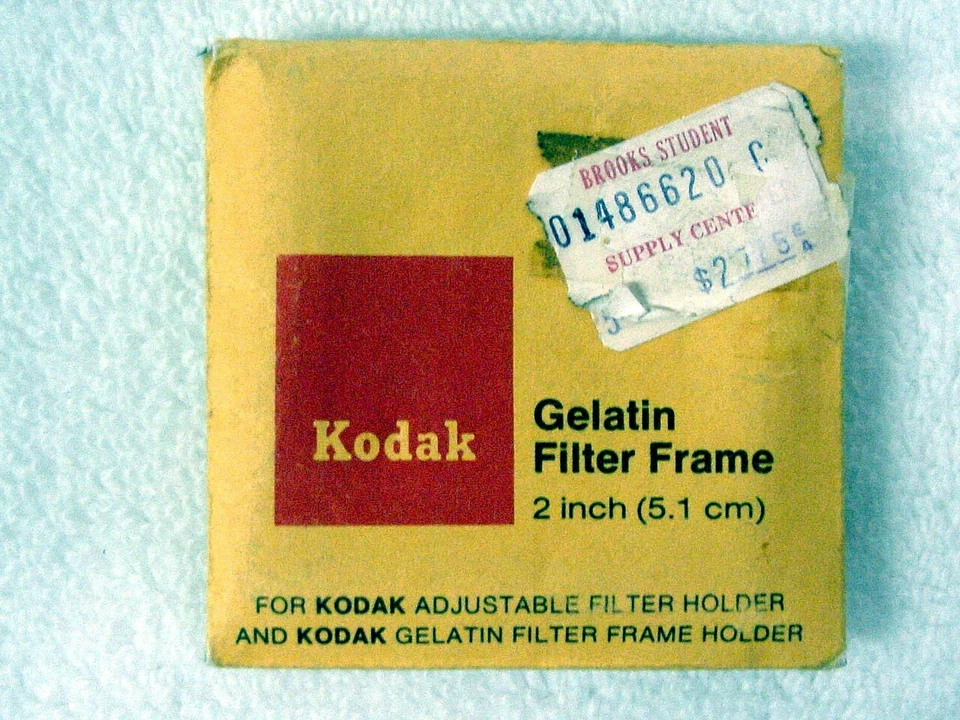 BROOKS STUDENT
01486620
SUPPLY CENTE
Kodak
Gelatin
Filter Frame
2 inch (5.1 cm)
FOR KODAK ADJUSTABLE FILTER HOLDER
AND KODAK GELATIN FILTER FRAME HOLDER